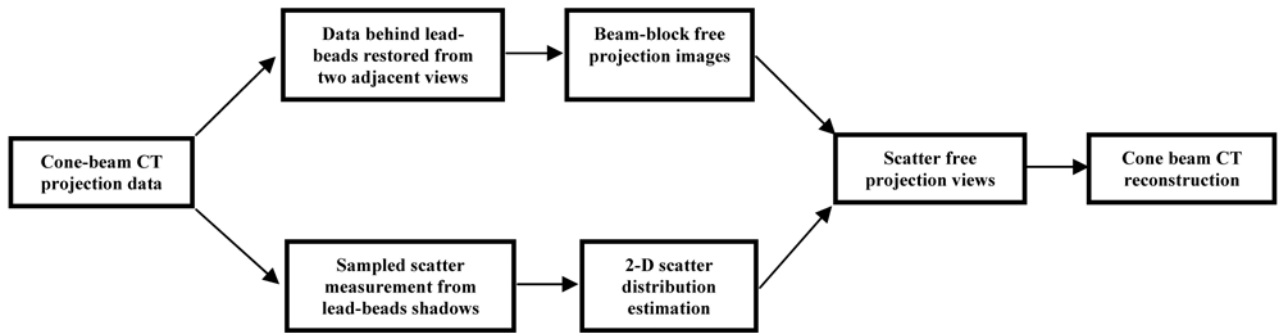 Data behind lead-
beads restored from
two adjacent views
Beam-block free
projection images
Cone-beam CT
projection data
Scatter free
projection views
Cone beam CT
reconstruction
Sampled scatter
measurement from
lead-beads shadows
2-D scatter
distribution
estimation